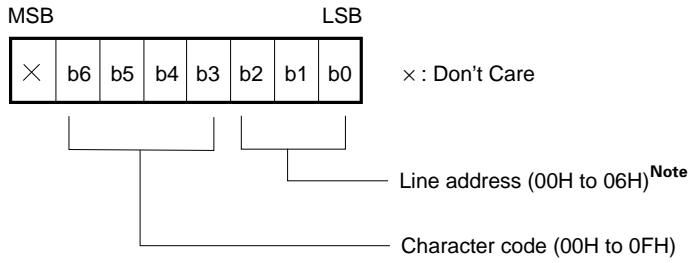 MSB LSB
× b6 b5 b4 b3 b2 b1 b0 × : Don't Care
Line address (00H to 06H)Note
Character code (00H to 0FH)